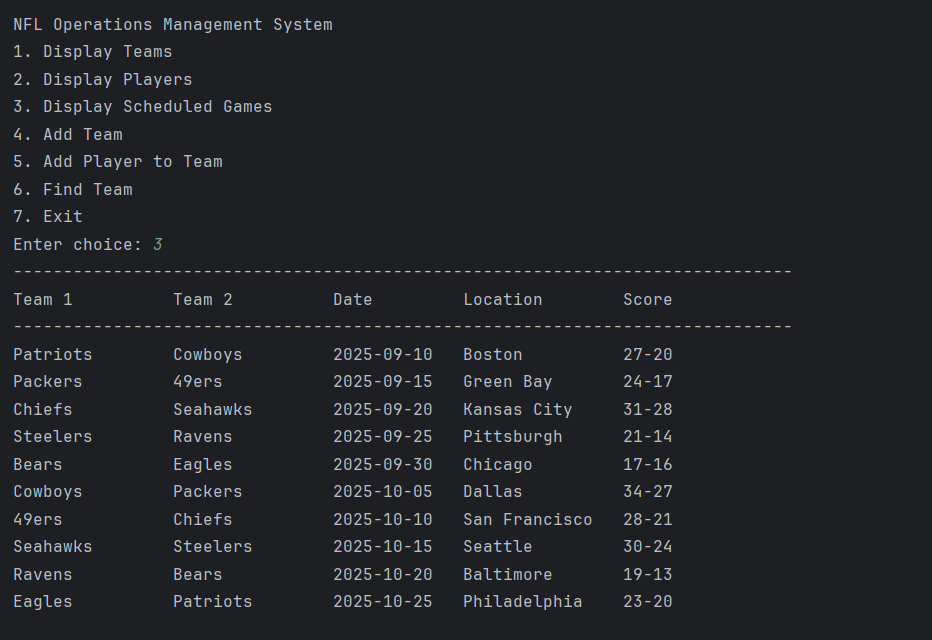 NFL Operations Management System
1. Display Teams
2. Display Players
3. Display Scheduled Games
4. Add Team
5. Add Player to Team
6. Find Team
7. Exit
Enter choice: 3
------------------------------------------------------------------------------
Team 1          Team 2          Date         Location        Score
------------------------------------------------------------------------------
Patriots        Cowboys         2025-09-10   Boston          27-20
Packers         49ers           2025-09-15   Green Bay       24-17
Chiefs          Seahawks        2025-09-20   Kansas City     31-28
Steelers        Ravens          2025-09-25   Pittsburgh      21-14
Bears           Eagles          2025-09-30   Chicago         17-16
Cowboys         Packers         2025-10-05   Dallas          34-27
49ers           Chiefs          2025-10-10   San Francisco   28-21
Seahawks        Steelers        2025-10-15   Seattle         30-24
Ravens          Bears           2025-10-20   Baltimore       19-13
Eagles          Patriots        2025-10-25   Philadelphia    23-20